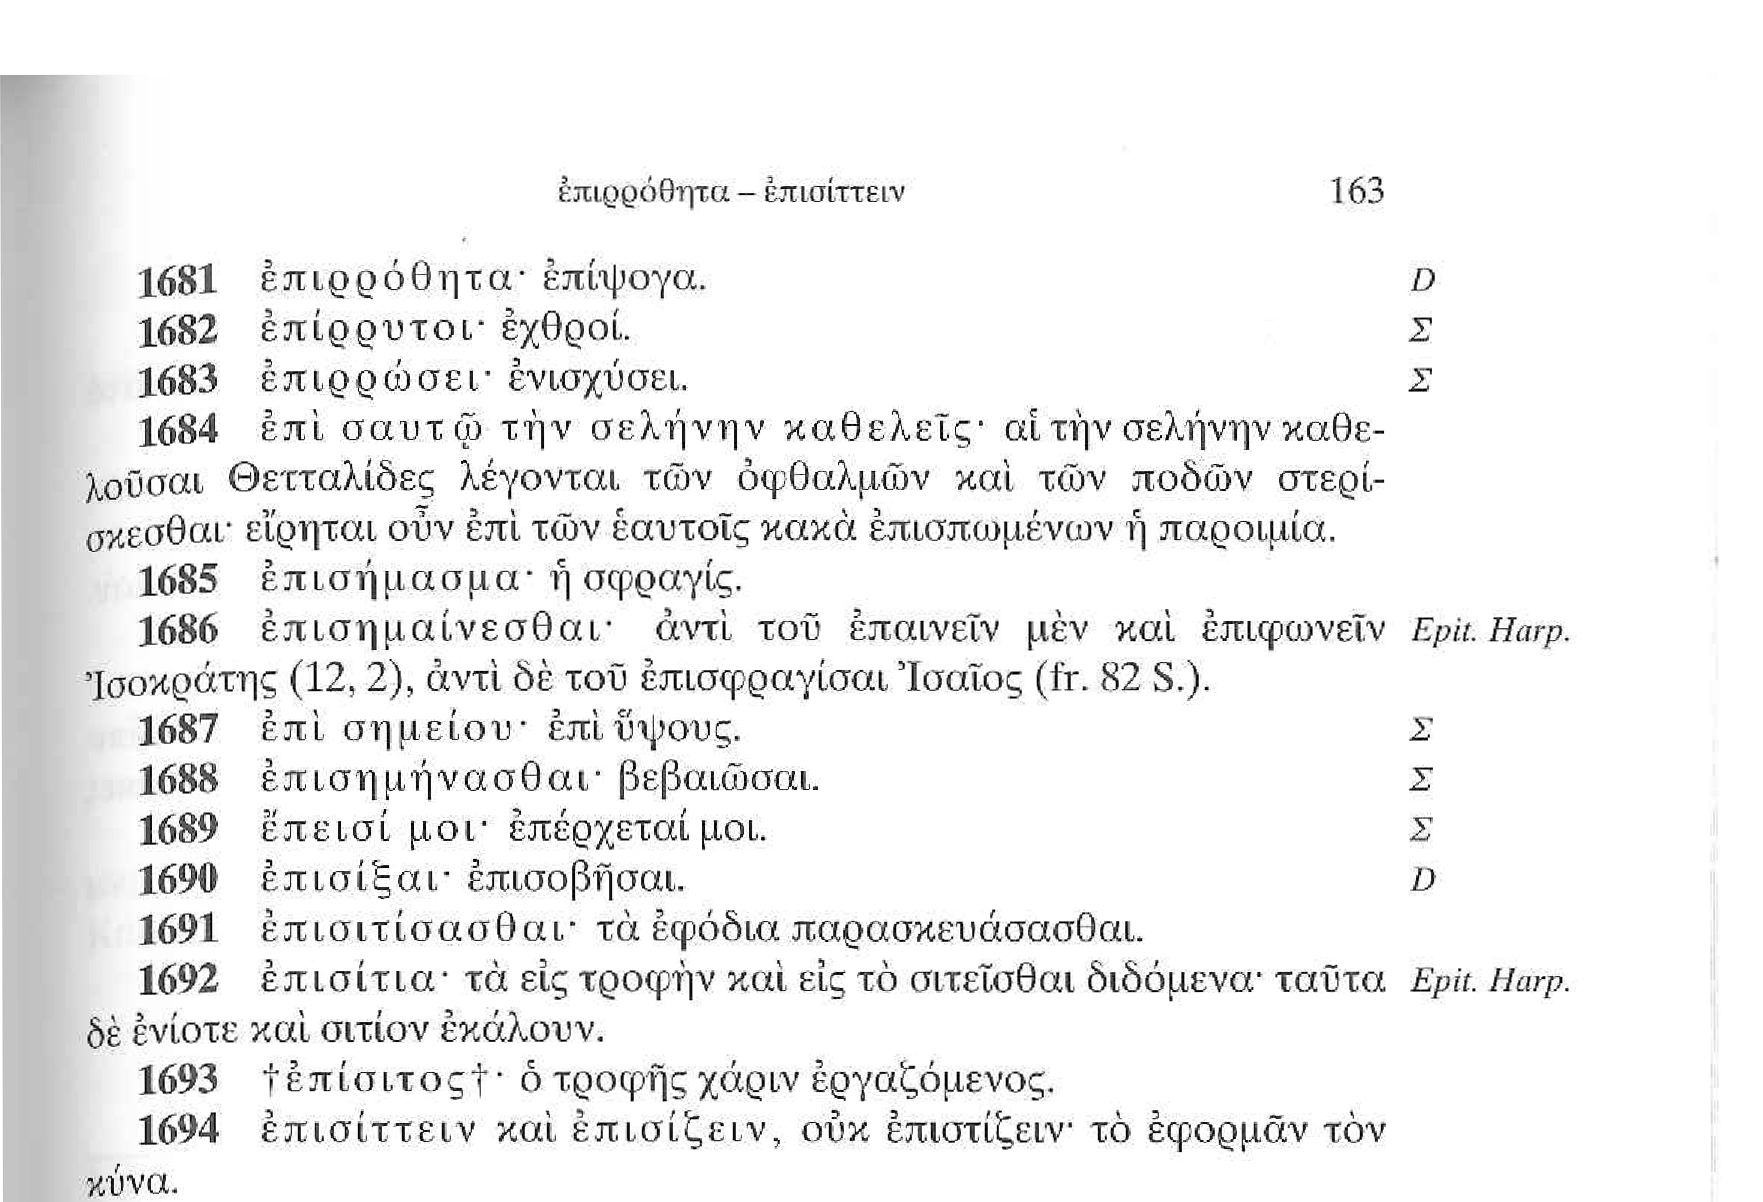 ἐπιρρόθητα – ἐπισίττειν 163
1681 ἐπιρρόθητα· ἐπίψογα. D
1682 ἐπίρρυτοι· ἐχθροί. Σ
1683 ἐπιρρώσει· ἐνισχύσει. Σ
1684 ἐπὶ σαυτῷ τὴν σελήνην καθελεῖς· αἱ τὴν σελήνην καθε-
λοῦσαι Θετταλίδες λέγονται τῶν ὀφθαλμῶν καὶ τῶν ποδῶν στερί-
σκεσθαι· εἴρηται οὖν ἐπὶ τῶν ἑαυτοῖς κακὰ ἐπισπωμένων ἡ παροιμία.
1685 ἐπισήμασμα· ἡ σφραγίς.
1686 ἐπισημαίνεσθαι· ἀντὶ τοῦ ἐπαινεῖν μὲν καὶ ἐπιφωνεῖν Epit. Harp.
Ἰσοκράτης (12, 2), ἀντὶ δὲ τοῦ ἐπισφραγίσαι Ἰσαῖος (fr. 82 S.).
1687 ἐπὶ σημείου· ἐπὶ ὕψους. Σ
1688 ἐπισημήνασθαι· βεβαιῶσαι. Σ
1689 ἔπεισί μοι· ἐπέρχεταί μοι. Σ
1690 ἐπισίξαι· ἐπισοβῆσαι. D
1691 ἐπισιτίσασθαι· τὰ ἐφόδια παρασκευάσασθαι.
1692 ἐπισίτια· τὰ εἰς τροφὴν καὶ εἰς τὸ σιτεῖσθαι διδόμενα· ταῦτα Epit. Harp.
δὲ ἐνίοτε καὶ σιτίον ἐκάλουν.
1693 †ἐπίσιτος†· ὁ τροφῆς χάριν ἐργαζόμενος.
1694 ἐπισίττειν καὶ ἐπισίζειν, οὐκ ἐπιστίζειν· τὸ ἐφορμᾶν τὸν
κύνα.